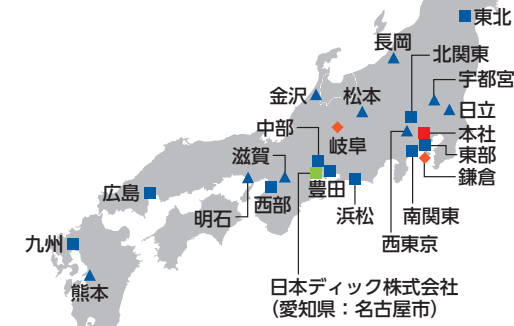 東北
長岡
北関東
宇都宮
金沢
松本
日立
中部
岐阜
本社
滋賀
東部
鎌倉
豊田
広島
西部
明石
浜松
南関東
九州
西東京
熊本
日本ディック株式会社
（愛知県：名古屋市）